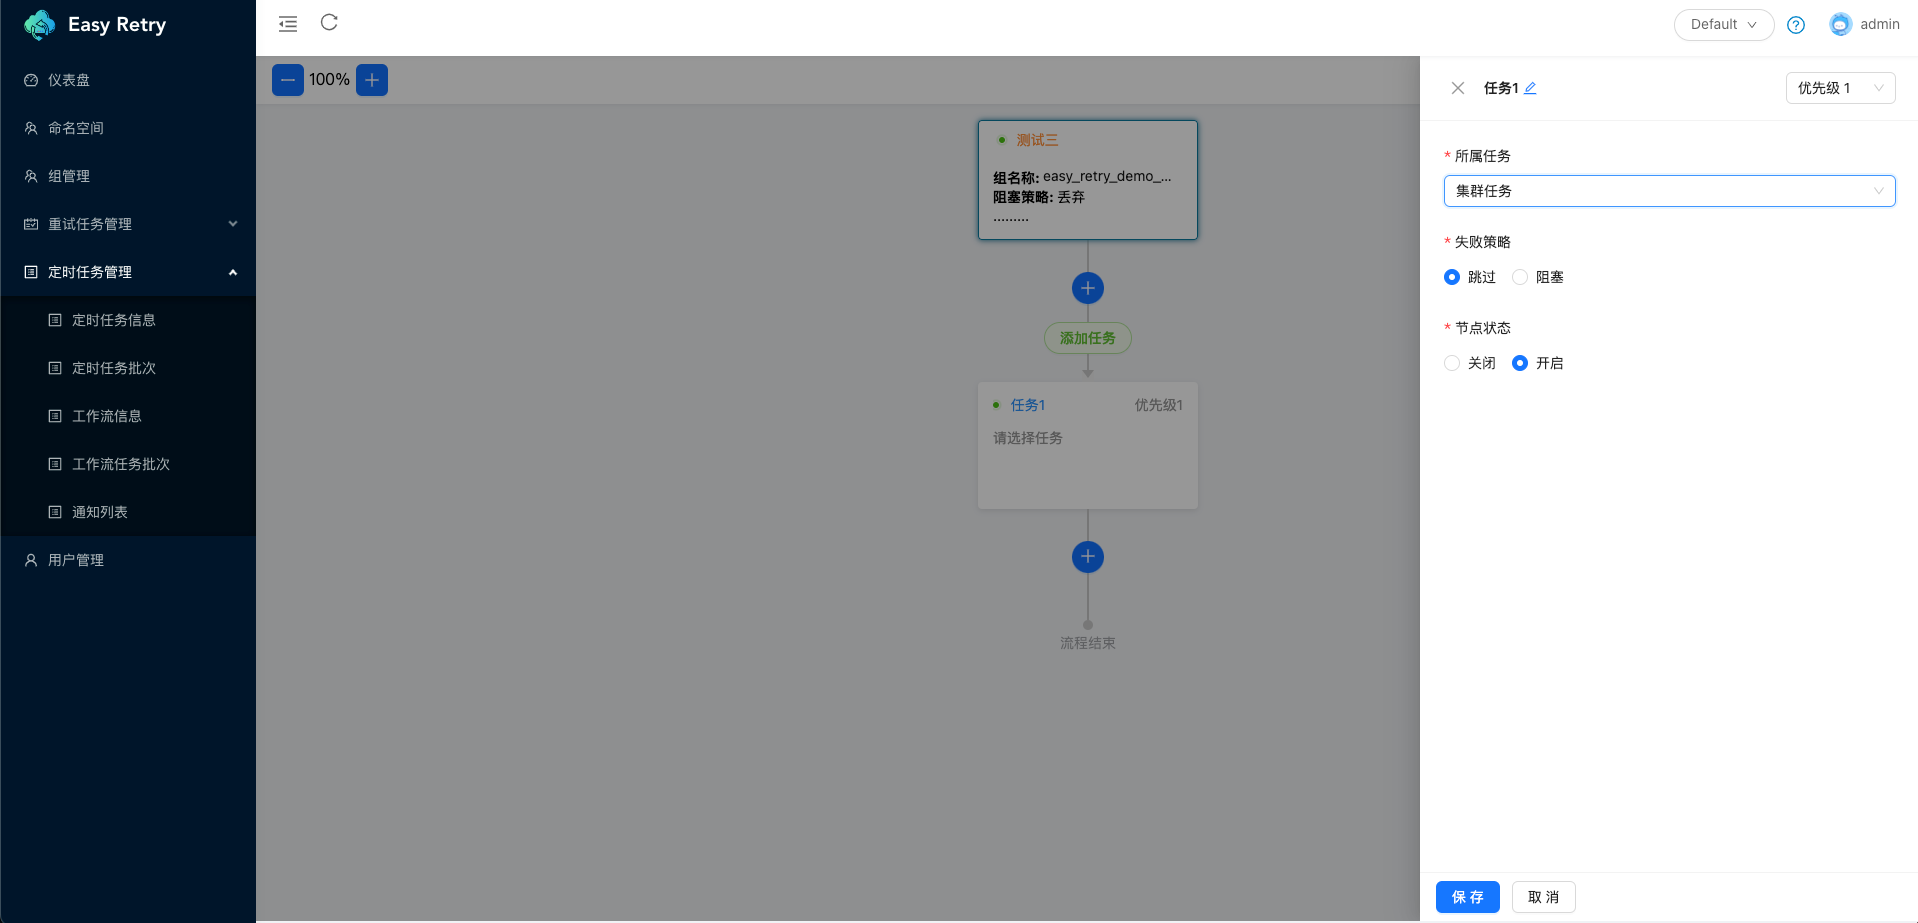 Easy Retry
仪表盘
命名空间
组管理
重试任务管理
定时任务管理
定时任务信息
定时任务批次
工作流信息
工作流任务批次
通知列表
用户管理
Default
admin
100%
测试三
组名称: easy_retry_demo_...
阻塞策略: 丢弃
.........
添加任务
任务1 优先级1
请选择任务
流程结束
任务1
优先级 1
* 所属任务
集群任务
* 失败策略
跳过 阻塞
* 节点状态
关闭 开启
保 存 取 消